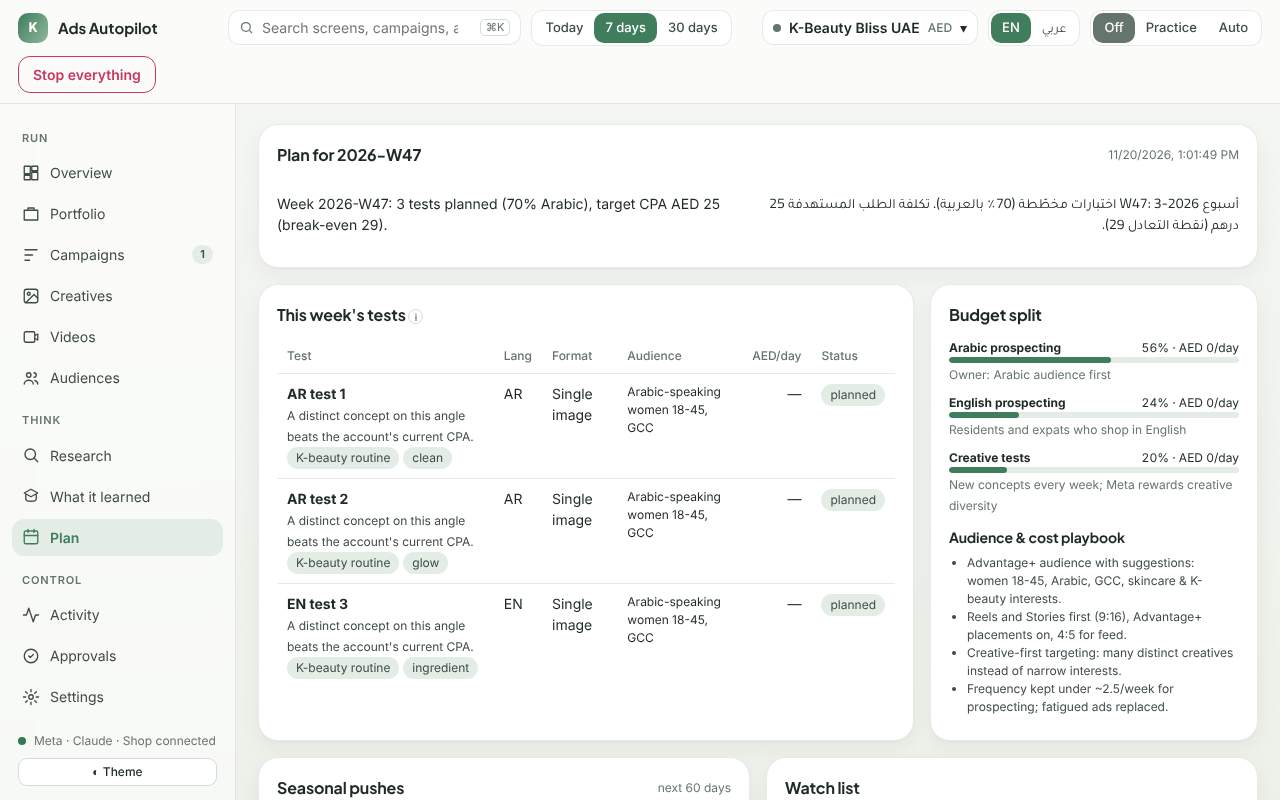 K
Ads Autopilot
Search screens, campaigns, a
⌘K
Today
7 days
30 days
K-Beauty Bliss UAE AED ▾
EN
عربي
Off
Practice
Auto
Stop everything
RUN
Overview
Portfolio
Campaigns
1
Creatives
Videos
Audiences
THINK
Research
What it learned
Plan
CONTROL
Activity
Approvals
Settings
Meta · Claude · Shop connected
Theme
Plan for 2026-W47
11/20/2026, 1:01:49 PM
Week 2026-W47: 3 tests planned (70% Arabic), target CPA AED 25
(break-even 29).
أسبوع 2026-W47: 3 اختبارات مخطّطة (70٪ بالعربية). تكلفة الطلب المستهدفة 25
درهم (نقطة التعادل 29).
This week's tests
Test
Lang
Format
Audience
AED/day
Status
AR test 1
A distinct concept on this angle
beats the account's current CPA.
K-beauty routine
clean
AR
Single
image
Arabic-speaking
women 18-45,
GCC
—
planned
AR test 2
A distinct concept on this angle
beats the account's current CPA.
K-beauty routine
glow
AR
Single
image
Arabic-speaking
women 18-45,
GCC
—
planned
EN test 3
A distinct concept on this angle
beats the account's current CPA.
K-beauty routine
ingredient
EN
Single
image
Arabic-speaking
women 18-45,
GCC
—
planned
Budget split
Arabic prospecting
56% · AED 0/day
Owner: Arabic audience first
English prospecting
24% · AED 0/day
Residents and expats who shop in English
Creative tests
20% · AED 0/day
New concepts every week; Meta rewards creative
diversity
Audience & cost playbook
• Advantage+ audience with suggestions:
women 18-45, Arabic, GCC, skincare & K-
beauty interests.
• Reels and Stories first (9:16), Advantage+
placements on, 4:5 for feed.
• Creative-first targeting: many distinct creatives
instead of narrow interests.
• Frequency kept under ~2.5/week for
prospecting; fatigued ads replaced.
Seasonal pushes
next 60 days
Watch list